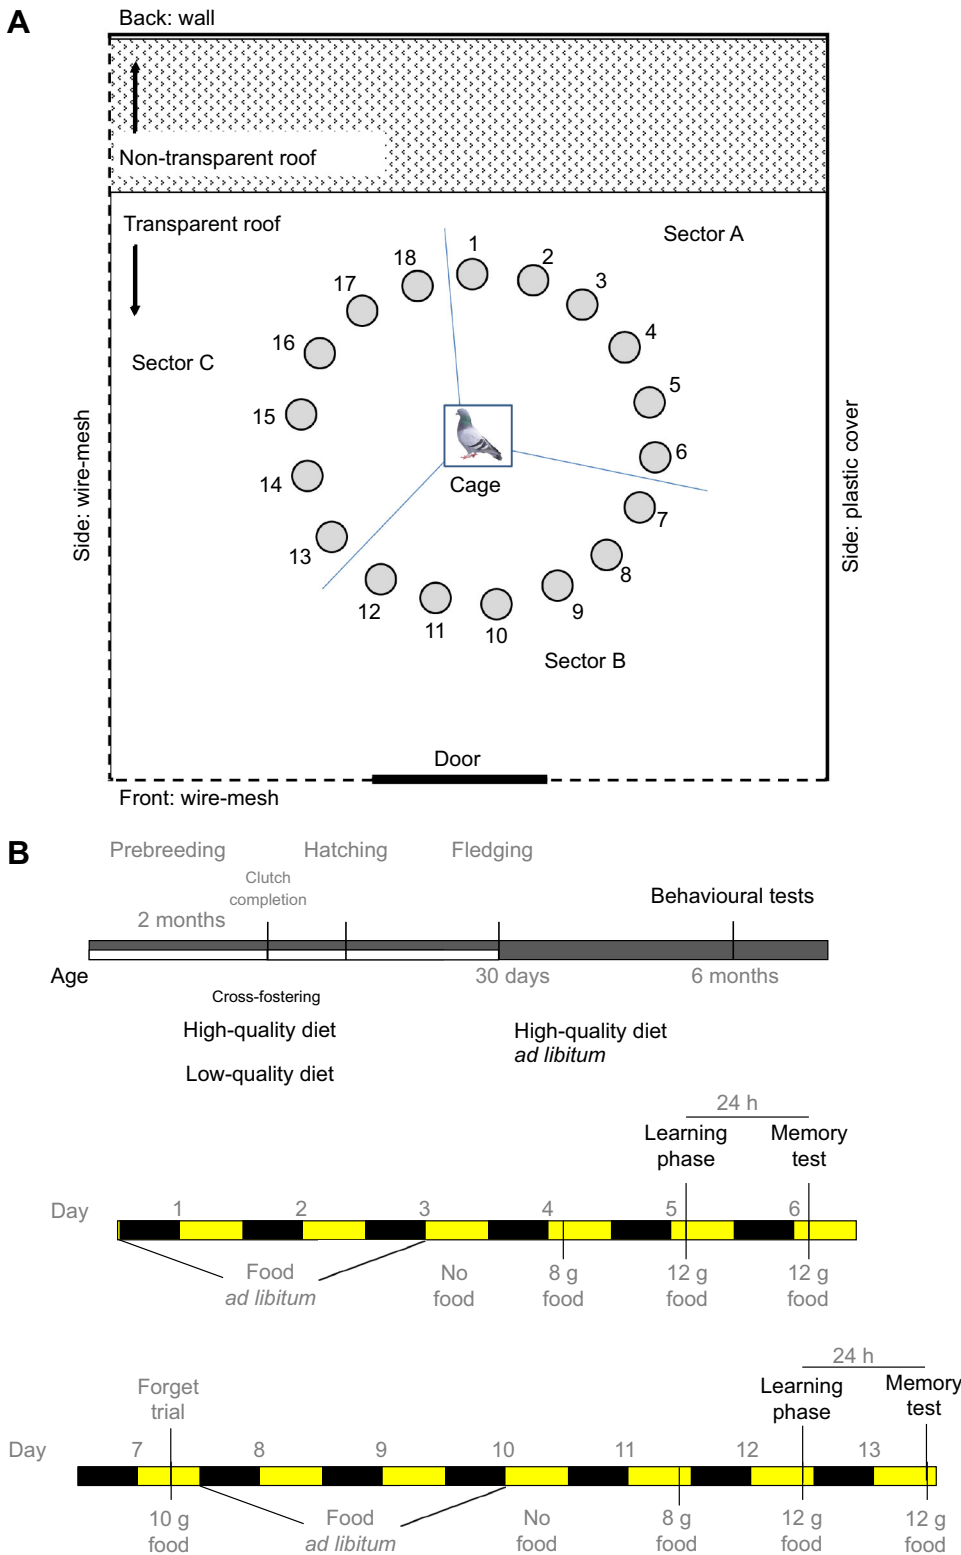 A
Back: wall
Non-transparent roof
Transparent roof
Sector A
1
2
3
4
5
6
7
8
9
10
11
12
13
14
15
16
17
18
Sector C
Cage
Sector B
Side: wire-mesh
Side: plastic cover
Door
Front: wire-mesh
B
Prebreeding
Hatching
Fledging
Clutch
completion
2 months
Behavioural tests
Age
30 days
6 months
Cross-fostering
High-quality diet
Low-quality diet
High-quality diet
ad libitum
24 h
Learning
phase
Memory
test
Day
1
2
3
4
5
6
Food
ad libitum
No
food
8 g
food
12 g
food
12 g
food
24 h
Forget
trial
Learning
phase
Memory
test
Day
7
8
9
10
11
12
13
10 g
food
Food
ad libitum
No
food
8 g
food
12 g
food
12 g
food